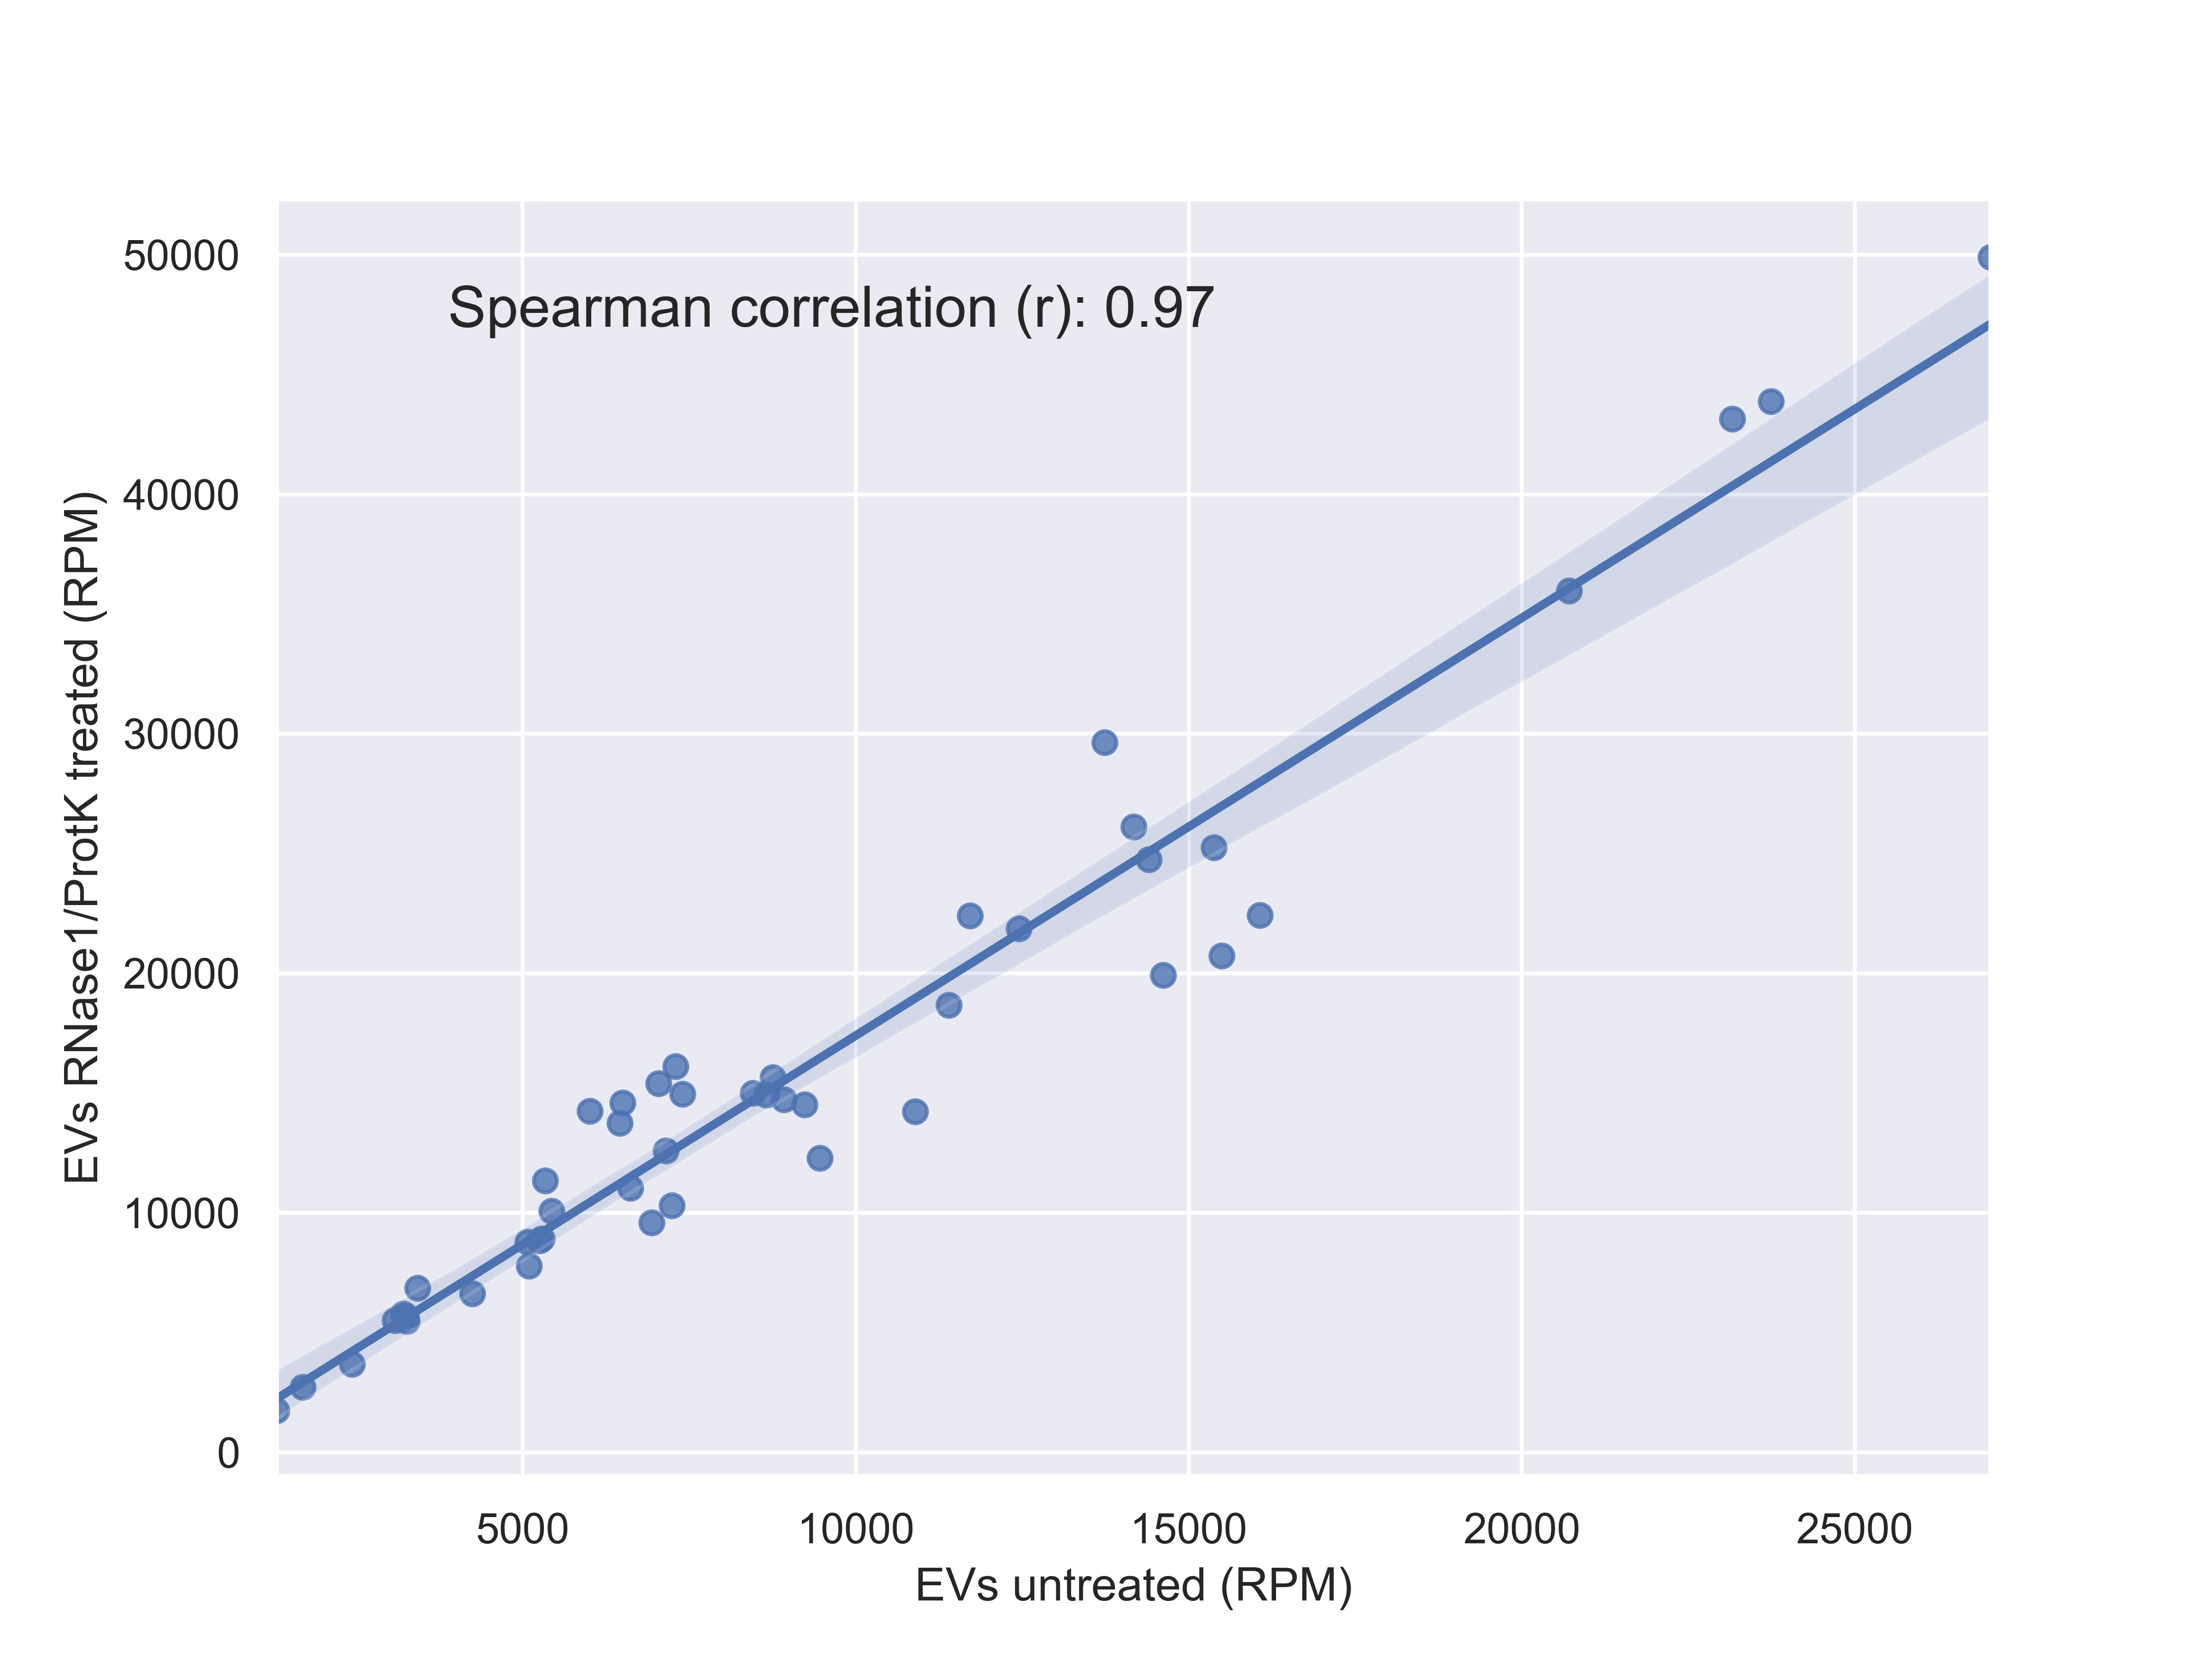 Spearman correlation (r): 0.97
EVs RNase1/ProtK treated (RPM)
50000
40000
30000
20000
10000
0
5000 10000 15000 20000 25000
EVs untreated (RPM)